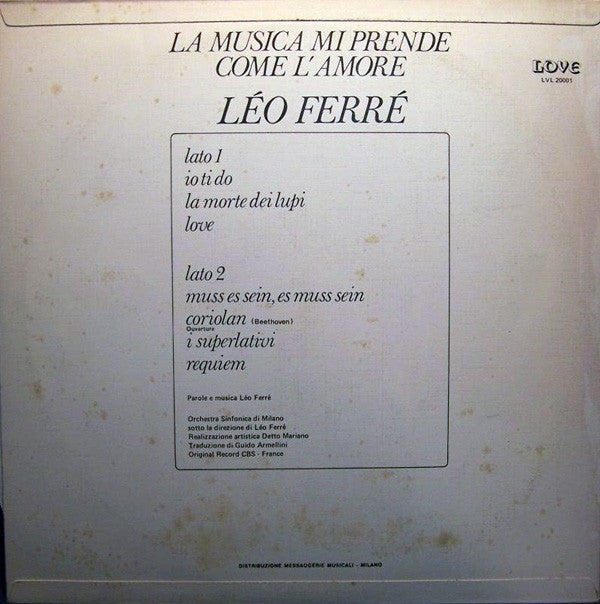 LA MUSICA MI PRENDE
COME L'AMORE
LOVE
LVL 20001
LÉO FERRÉ
lato 1
io ti do
la morte dei lupi
love
lato 2
muss es sein, es muss sein
coriolan (Beethoven)
Ouverture
i superlativi
requiem
Parole e musica Léo Ferré
Orchestra Sinfonica di Milano
sotto la direzione di Léo Ferré
Realizzazione artistica Detto Mariano
Traduzione di Guido Armellini
Original Record CBS - France
DISTRIBUZIONE MESSAGGERIE MUSICALI - MILANO